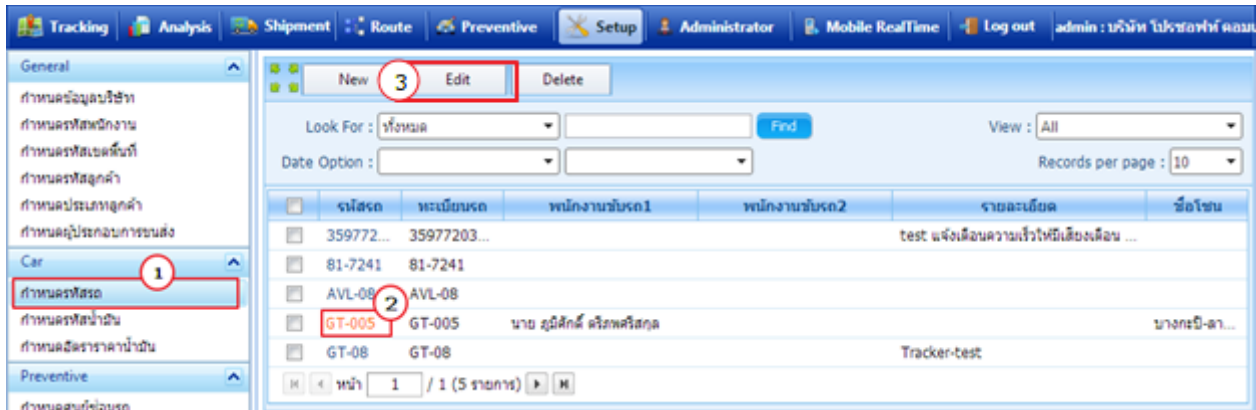 Tracking Analysis Shipment Route Preventive Setup Administrator Mobile RealTime Log out admin : บริษัท โปรซอฟท์ คอม
General
New 3 Edit Delete
กำหนดข้อมูลบริษัท
กำหนดรหัสพนักงาน
กำหนดรหัสเขตพื้นที่
กำหนดรหัสลูกค้า
กำหนดประเภทลูกค้า
กำหนดผู้ประกอบการขนส่ง
Look For : ทั้งหมด Find View : All
Date Option : Records per page : 10
Car
1
กำหนดรหัสรถ
กำหนดรหัสน้ำมัน
กำหนดอัตราราคาน้ำมัน
Preventive
กำหนดศูนย์ซ่อมรถ
รหัสรถ ทะเบียนรถ พนักงานขับรถ1 พนักงานขับรถ2 รายละเอียด ชื่อโซน
359772... 35977203... test แจ้งเตือนความเร็วให้มีเสียงเตือน ...
81-7241 81-7241
AVL-08 AVL-08
2
GT-005 GT-005 นาย ภูมิศักดิ์ บางกะปิ-ลา...
GT-08 GT-08 Tracker-test
หน้า 1 / 1 (5 รายการ)